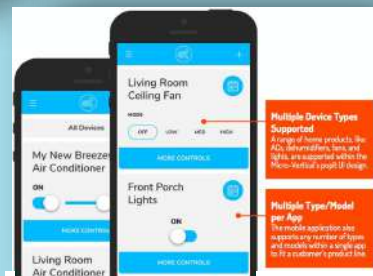 All Devices
My New Breeze
Air Conditioner
ON
MORE CONTROLS
Living Room
Air Conditioner
Living Room
Ceiling Fan
MODE
OFF LOW MED HIGH
MORE CONTROLS
Front Porch
Lights
ON
MORE CONTROLS
Multiple Device Types
Supported
A range of home products, like
ACs, dehumidifiers, fans, and
lights, are supported within the
Micro-Vertical's popit UI design.
Multiple Type/Model
per App
The mobile application also
supports any number of types
and models within a single app
to fit a customer's product line.